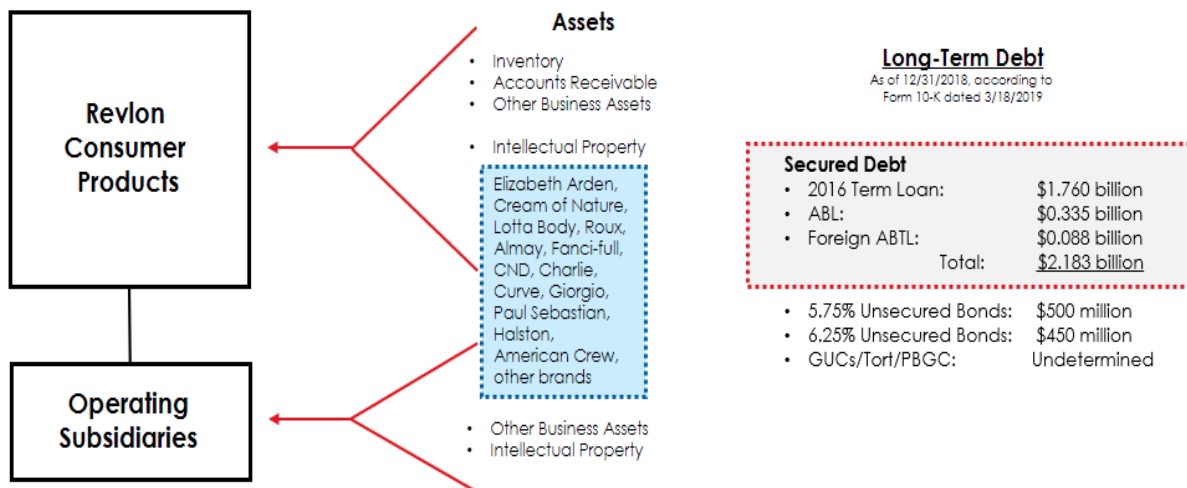 Revlon
Consumer
Products
Operating
Subsidiaries
Assets
• Inventory
• Accounts Receivable
• Other Business Assets
• Intellectual Property
Elizabeth Arden,
Cream of Nature,
Lotta Body, Roux,
Almay, Fanci-full,
CND, Charlie,
Curve, Giorgio,
Paul Sebastian,
Halston,
American Crew,
other brands
• Other Business Assets
• Intellectual Property
Long-Term Debt
As of 12/31/2018, according to
Form 10-K dated 3/18/2019
Secured Debt
• 2016 Term Loan: $1.760 billion
• ABL: $0.335 billion
• Foreign ABTL: $0.088 billion
Total: $2.183 billion
• 5.75% Unsecured Bonds: $500 million
• 6.25% Unsecured Bonds: $450 million
• GUCs/Tort/PBGC: Undetermined